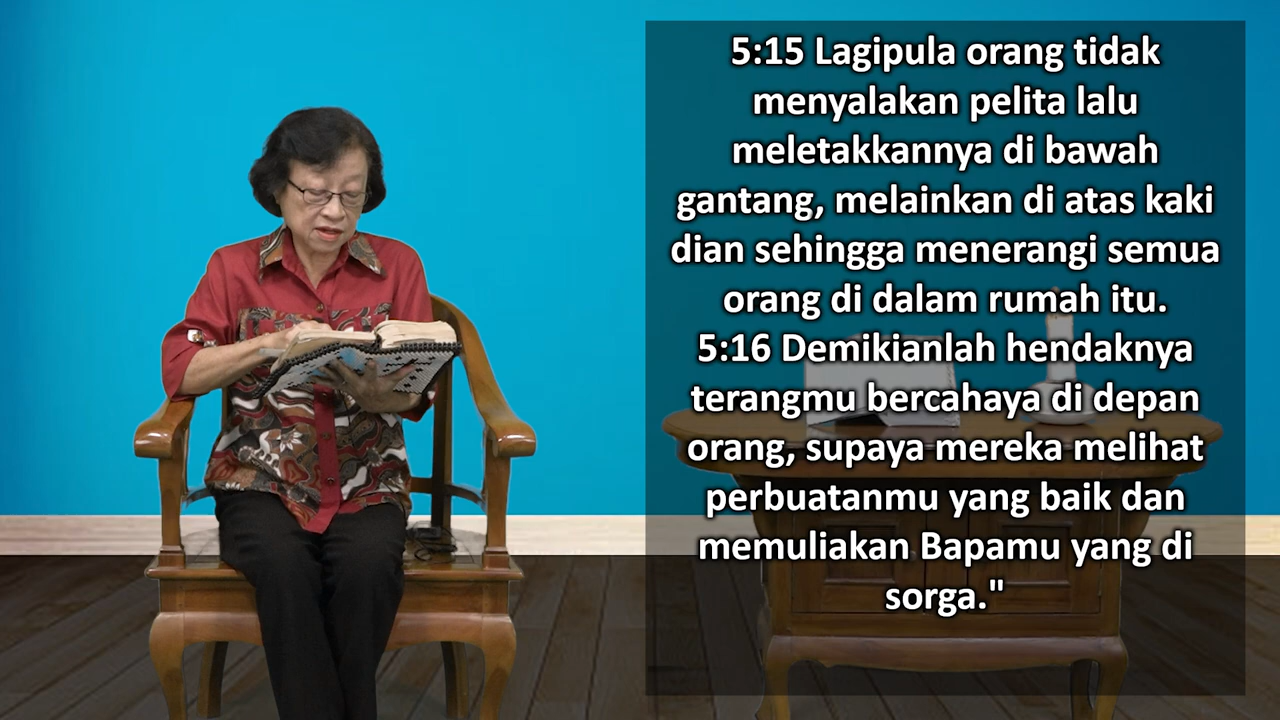 5:15 Lagipula orang tidak
menyalakan pelita lalu
meletakkannya di bawah
gantang, melainkan di atas kaki
dian sehingga menerangi semua
orang di dalam rumah itu.
5:16 Demikianlah hendaknya
terangmu bercahaya di depan
orang, supaya mereka melihat
perbuatanmu yang baik dan
memuliakan Bapamu yang di
sorga."